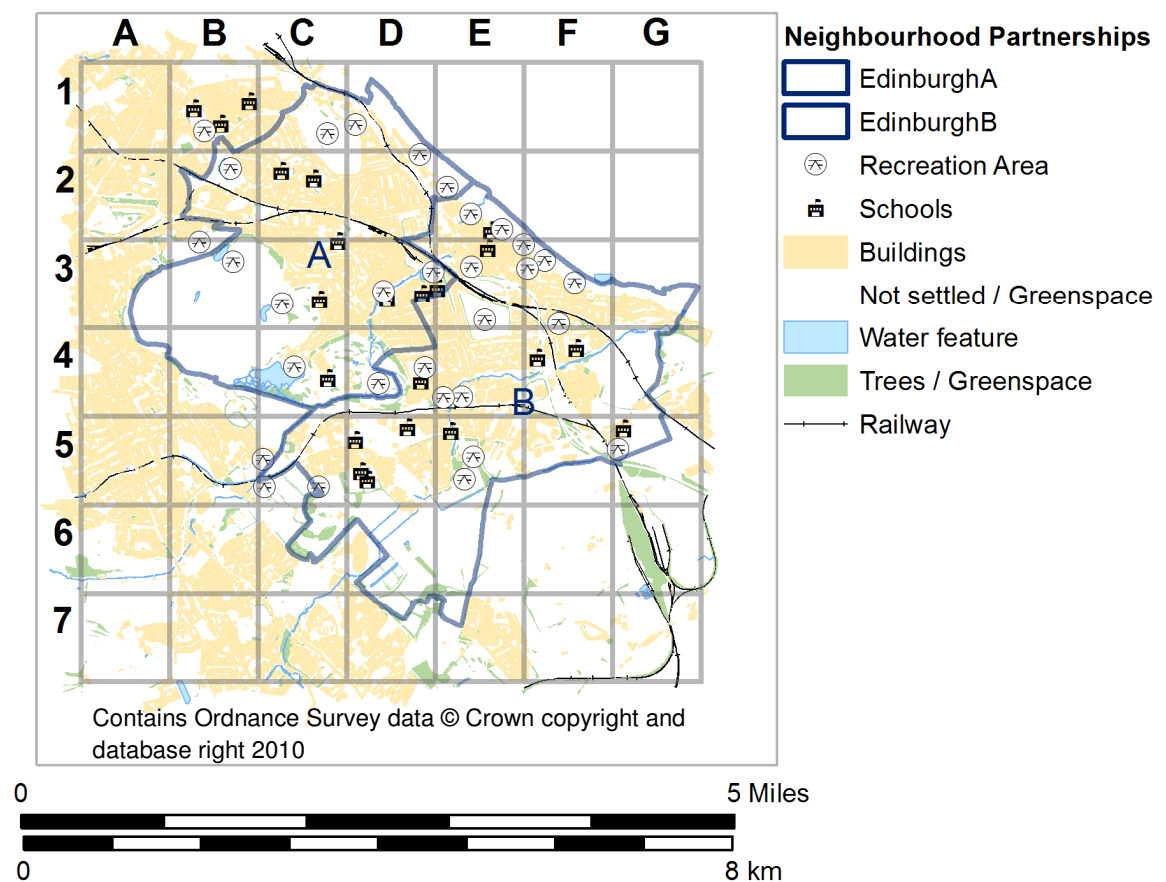 A B C D E F G
1
2
3
4
5
6
7
A
B
Contains Ordnance Survey data © Crown copyright and
database right 2010
Neighbourhood Partnerships
EdinburghA
EdinburghB
Recreation Area
Schools
Buildings
Not settled / Greenspace
Water feature
Trees / Greenspace
Railway
0 5 Miles
0 8 km